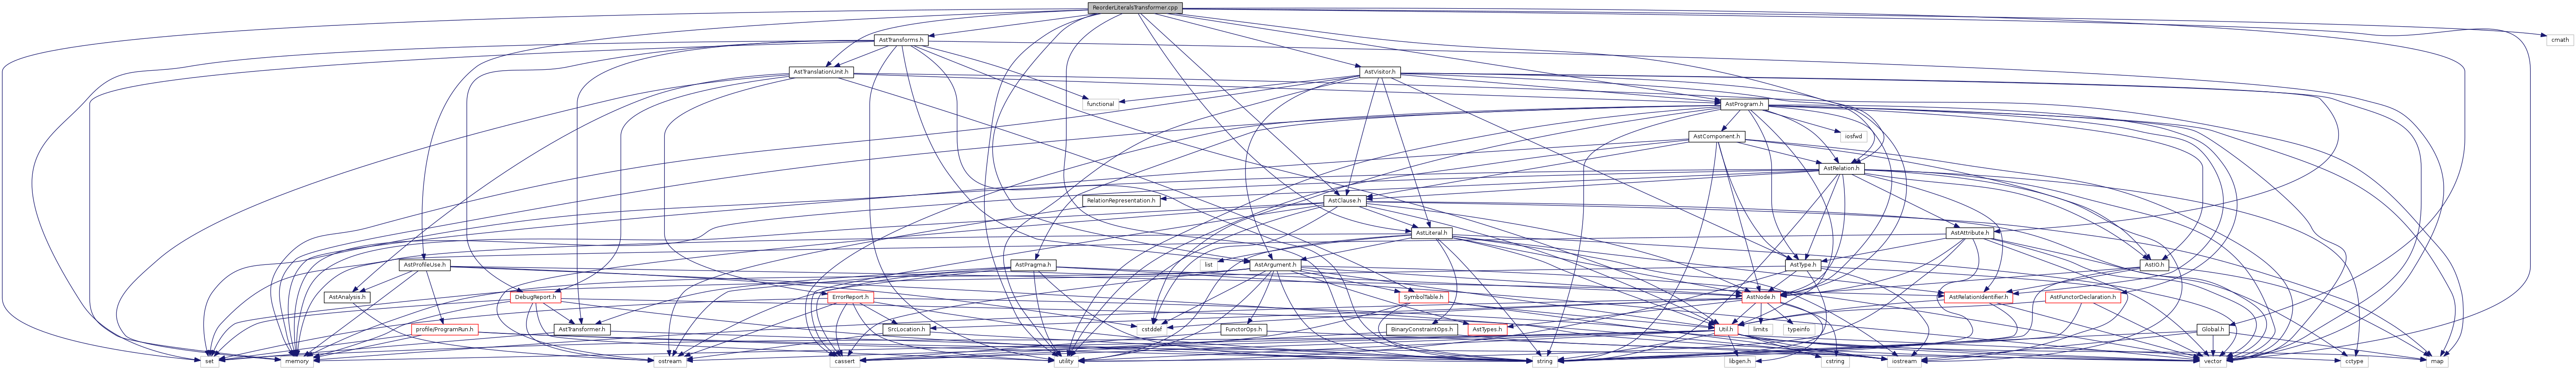 ReorderLiteralsTransformer.cpp
AstTransforms.h
cmath
AstTranslationUnit.h
AstVisitor.h
functional
AstProgram.h
AstComponent.h
iosfwd
AstRelation.h
RelationRepresentation.h
AstClause.h
AstLiteral.h
AstAttribute.h
AstProfileUse.h
AstPragma.h
list
AstArgument.h
AstType.h
AstIO.h
AstAnalysis.h
DebugReport.h
ErrorReport.h
SymbolTable.h
AstNode.h
AstRelationIdentifier.h
AstFunctorDeclaration.h
profile/ProgramRun.h
AstTransformer.h
SrcLocation.h
cstddef
FunctorOps.h
BinaryConstraintOps.h
AstTypes.h
Util.h
limits
typeinfo
Global.h
set
memory
ostream
cassert
utility
string
libgen.h
cstring
iostream
vector
cctype
map